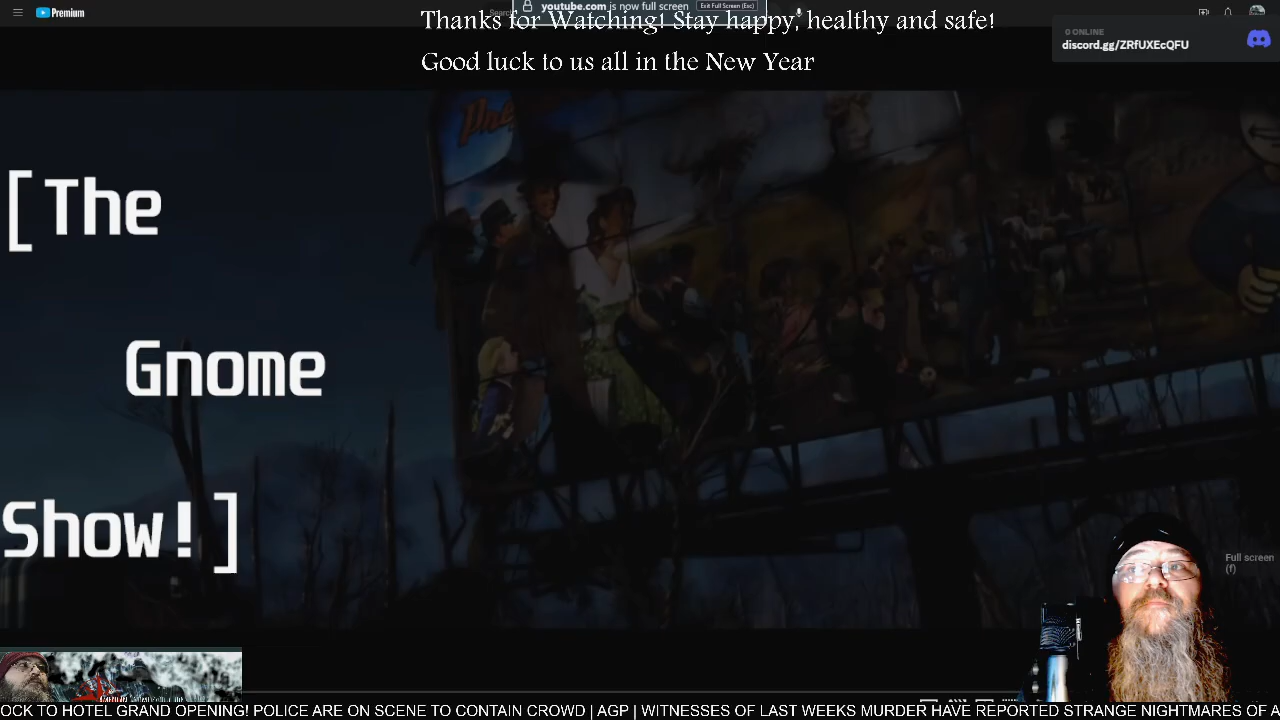 Premium
youtube.com is now full screen Exit Full Screen (Esc)
Thanks for Watching! Stay happy, healthy and safe!
Good luck to us all in the New Year
0 ONLINE
discord.gg/ZRfUXEcQFU
[The
Gnome
Show!]
Full screen
(f)
OCK TO HOTEL GRAND OPENING! POLICE ARE ON SCENE TO CONTAIN CROWD | AGP | WITNESSES OF LAST WEEKS MURDER HAVE REPORTED STRANGE NIGHTMARES OF A